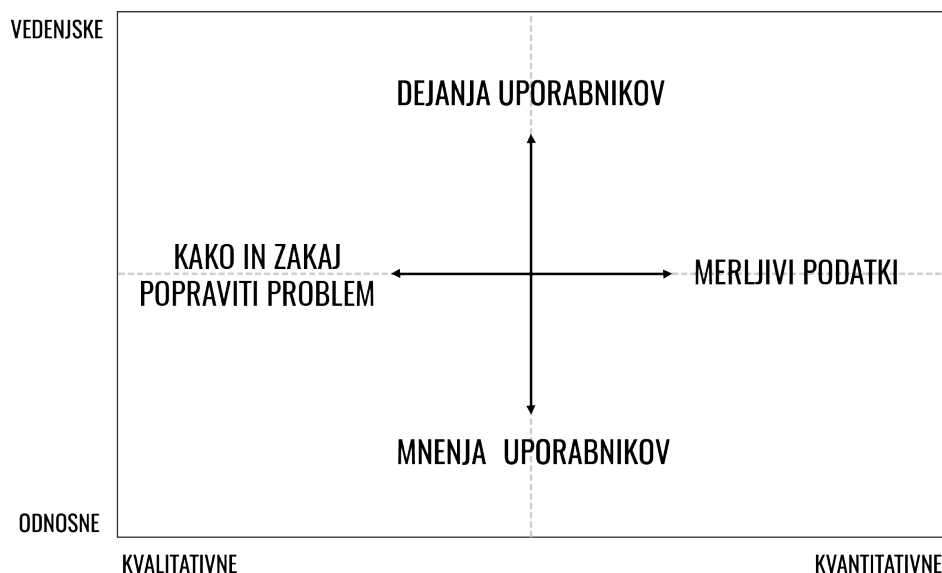 VEDENJSKE
DEJANJA UPORABNIKOV
KAKO IN ZAKAJ
POPRAVITI PROBLEM
MERLJIVI PODATKI
MNENJA UPORABNIKOV
ODNOSNE
KVALITATIVNE
KVANTITATIVNE